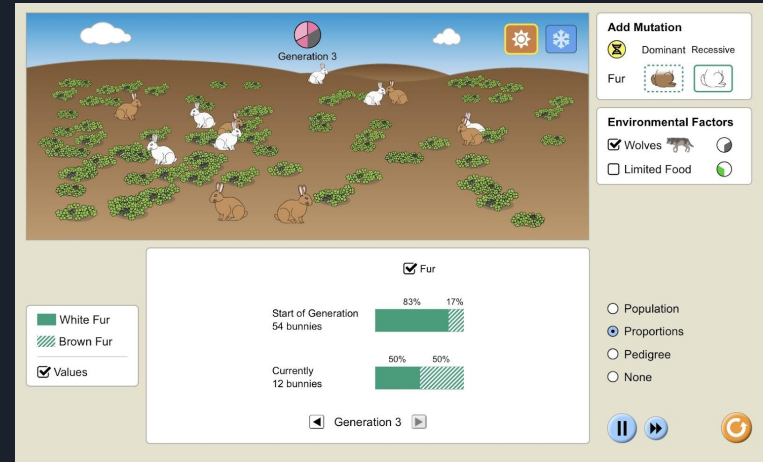 Generation 3
Add Mutation
Dominant Recessive
Fur
Environmental Factors
Wolves
Limited Food
Fur
83% 17%
Start of Generation
54 bunnies
50% 50%
Currently
12 bunnies
Generation 3
White Fur
Brown Fur
Values
Population
Proportions
Pedigree
None